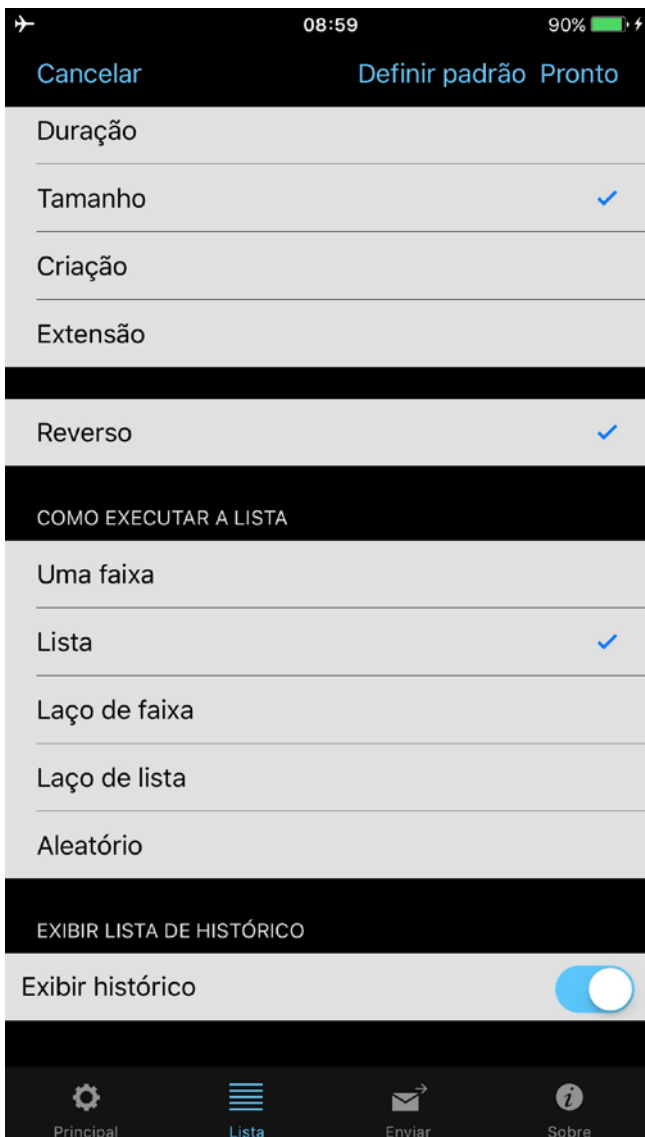 08:59
90%
Cancelar Definir padrão Pronto
Duração
Tamanho
Criação
Extensão
Reverso
COMO EXECUTAR A LISTA
Uma faixa
Lista
Laço de faixa
Laço de lista
Aleatório
EXIBIR LISTA DE HISTÓRICO
Exibir histórico
Principal Lista Enviar Sobre